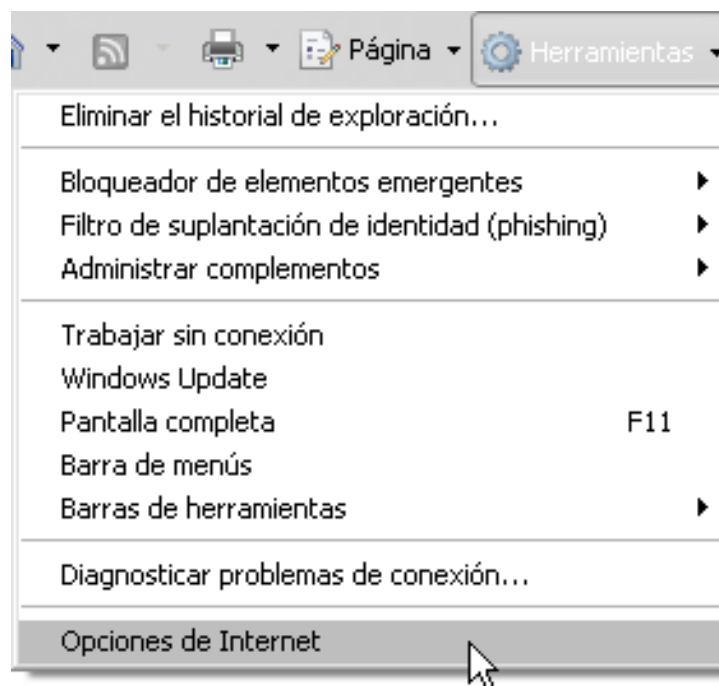 Página Herramientas
Eliminar el historial de exploración...
Bloqueador de elementos emergentes
Filtro de suplantación de identidad (phishing)
Administrar complementos
Trabajar sin conexión
Windows Update
Pantalla completa F11
Barra de menús
Barras de herramientas
Diagnosticar problemas de conexión...
Opciones de Internet